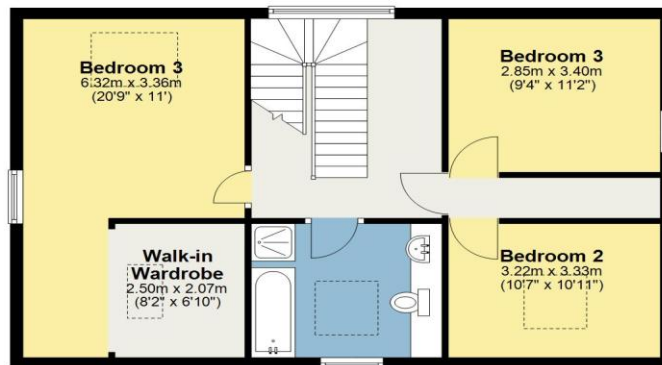 Bedroom 3
6.32m x 3.36m
(20'9" x 11')
Bedroom 3
2.85m x 3.40m
(9'4" x 11'2")
Walk-in
Wardrobe
2.50m x 2.07m
(8'2" x 6'10")
Bedroom 2
3.22m x 3.33m
(10'7" x 10'11")